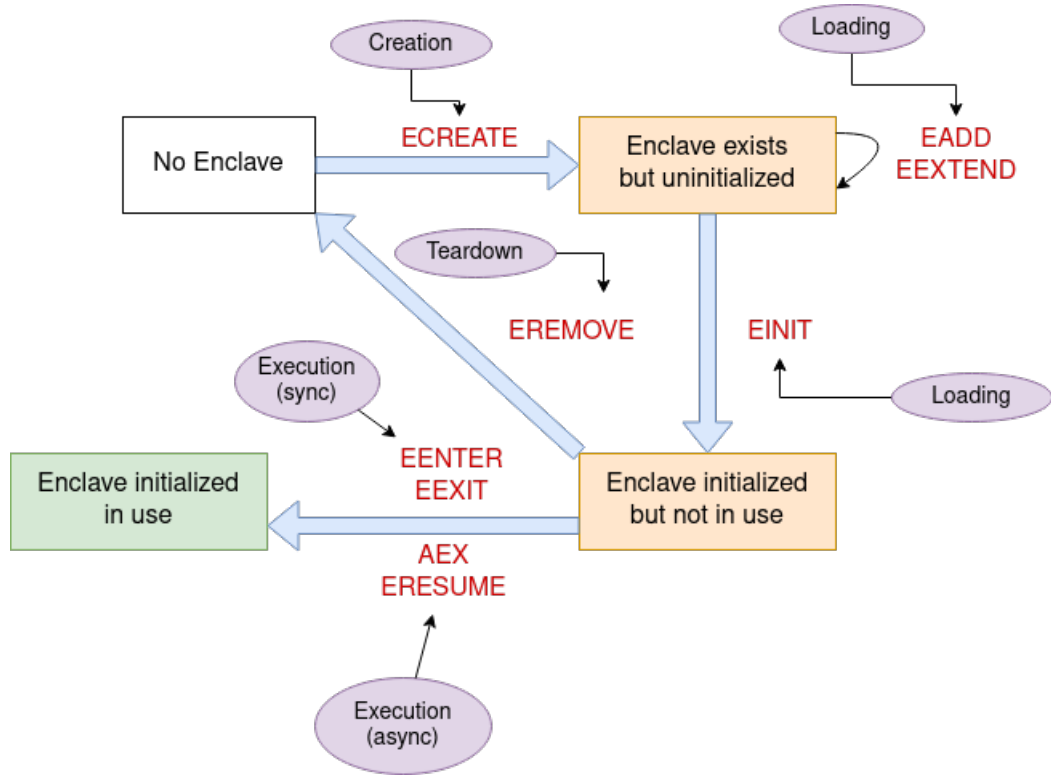 Creation
Loading
No Enclave
ECREATE
Enclave exists
but uninitialized
EADD
EEXTEND
Teardown
EREMOVE
EINIT
Execution
(sync)
Loading
EENTER
EEXIT
Enclave initialized
in use
Enclave initialized
but not in use
AEX
ERESUME
Execution
(async)